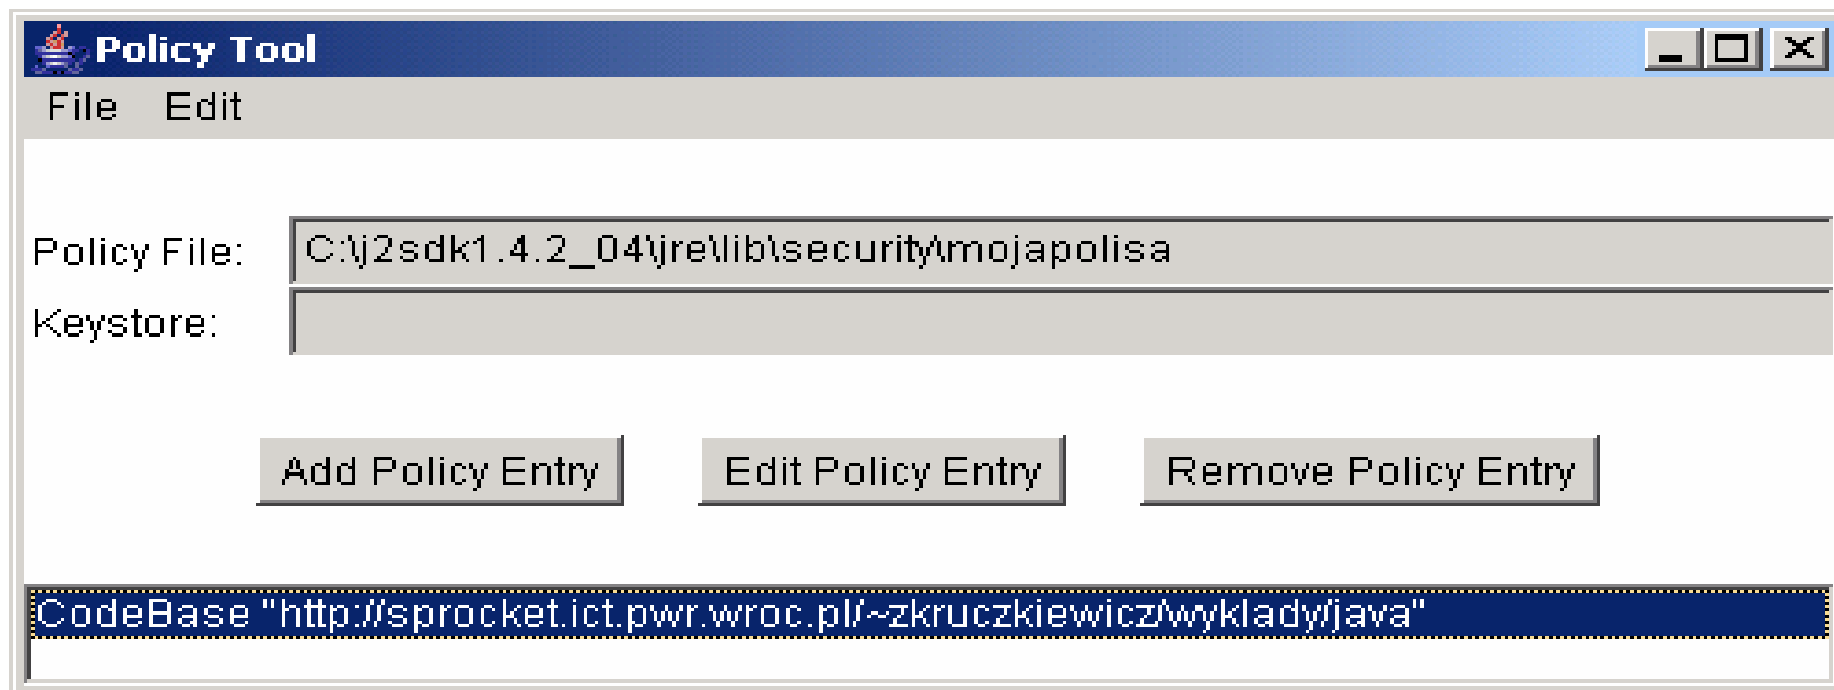 Policy Tool
File Edit
Policy File: C:\j2sdk1.4.2_04\jre\lib\security\mojapolisa
Keystore:
Add Policy Entry Edit Policy Entry Remove Policy Entry
CodeBase "http://sprocket.ict.pwr.wroc.pl/~zkruczkiewicz/wyklady/java"